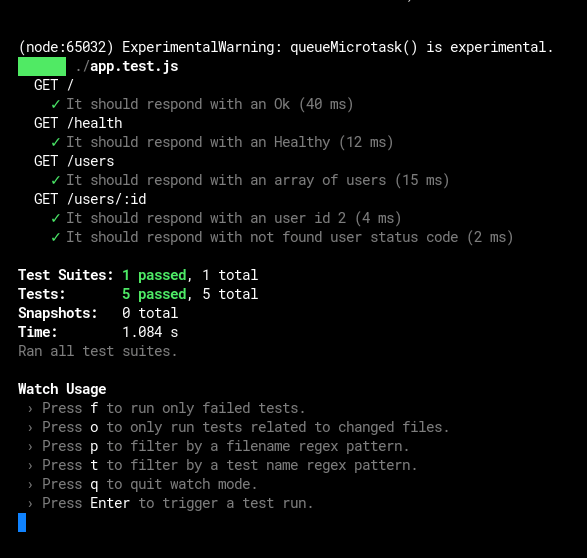 (node:65032) ExperimentalWarning: queueMicrotask() is experimental.
./app.test.js
GET /
✓ It should respond with an Ok (40 ms)
GET /health
✓ It should respond with an Healthy (12 ms)
GET /users
✓ It should respond with an array of users (15 ms)
GET /users/:id
✓ It should respond with an user id 2 (4 ms)
✓ It should respond with not found user status code (2 ms)
Test Suites: 1 passed, 1 total
Tests: 5 passed, 5 total
Snapshots: 0 total
Time: 1.084 s
Ran all test suites.
Watch Usage
› Press f to run only failed tests.
› Press o to only run tests related to changed files.
› Press p to filter by a filename regex pattern.
› Press t to filter by a test name regex pattern.
› Press q to quit watch mode.
› Press Enter to trigger a test run.